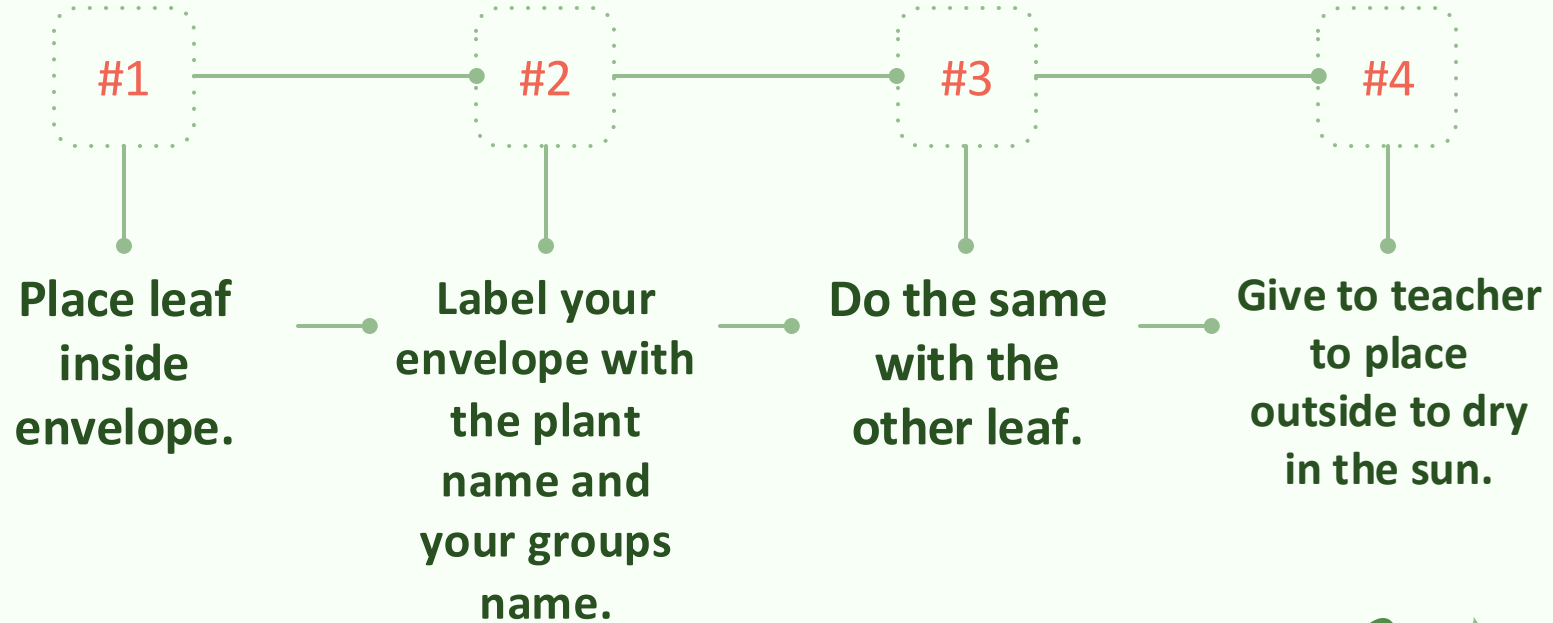 #1
#2
#3
#4
Place leaf
inside
envelope.
Label your
envelope with
the plant
name and
your groups
name.
Do the same
with the
other leaf.
Give to teacher
to place
outside to dry
in the sun.